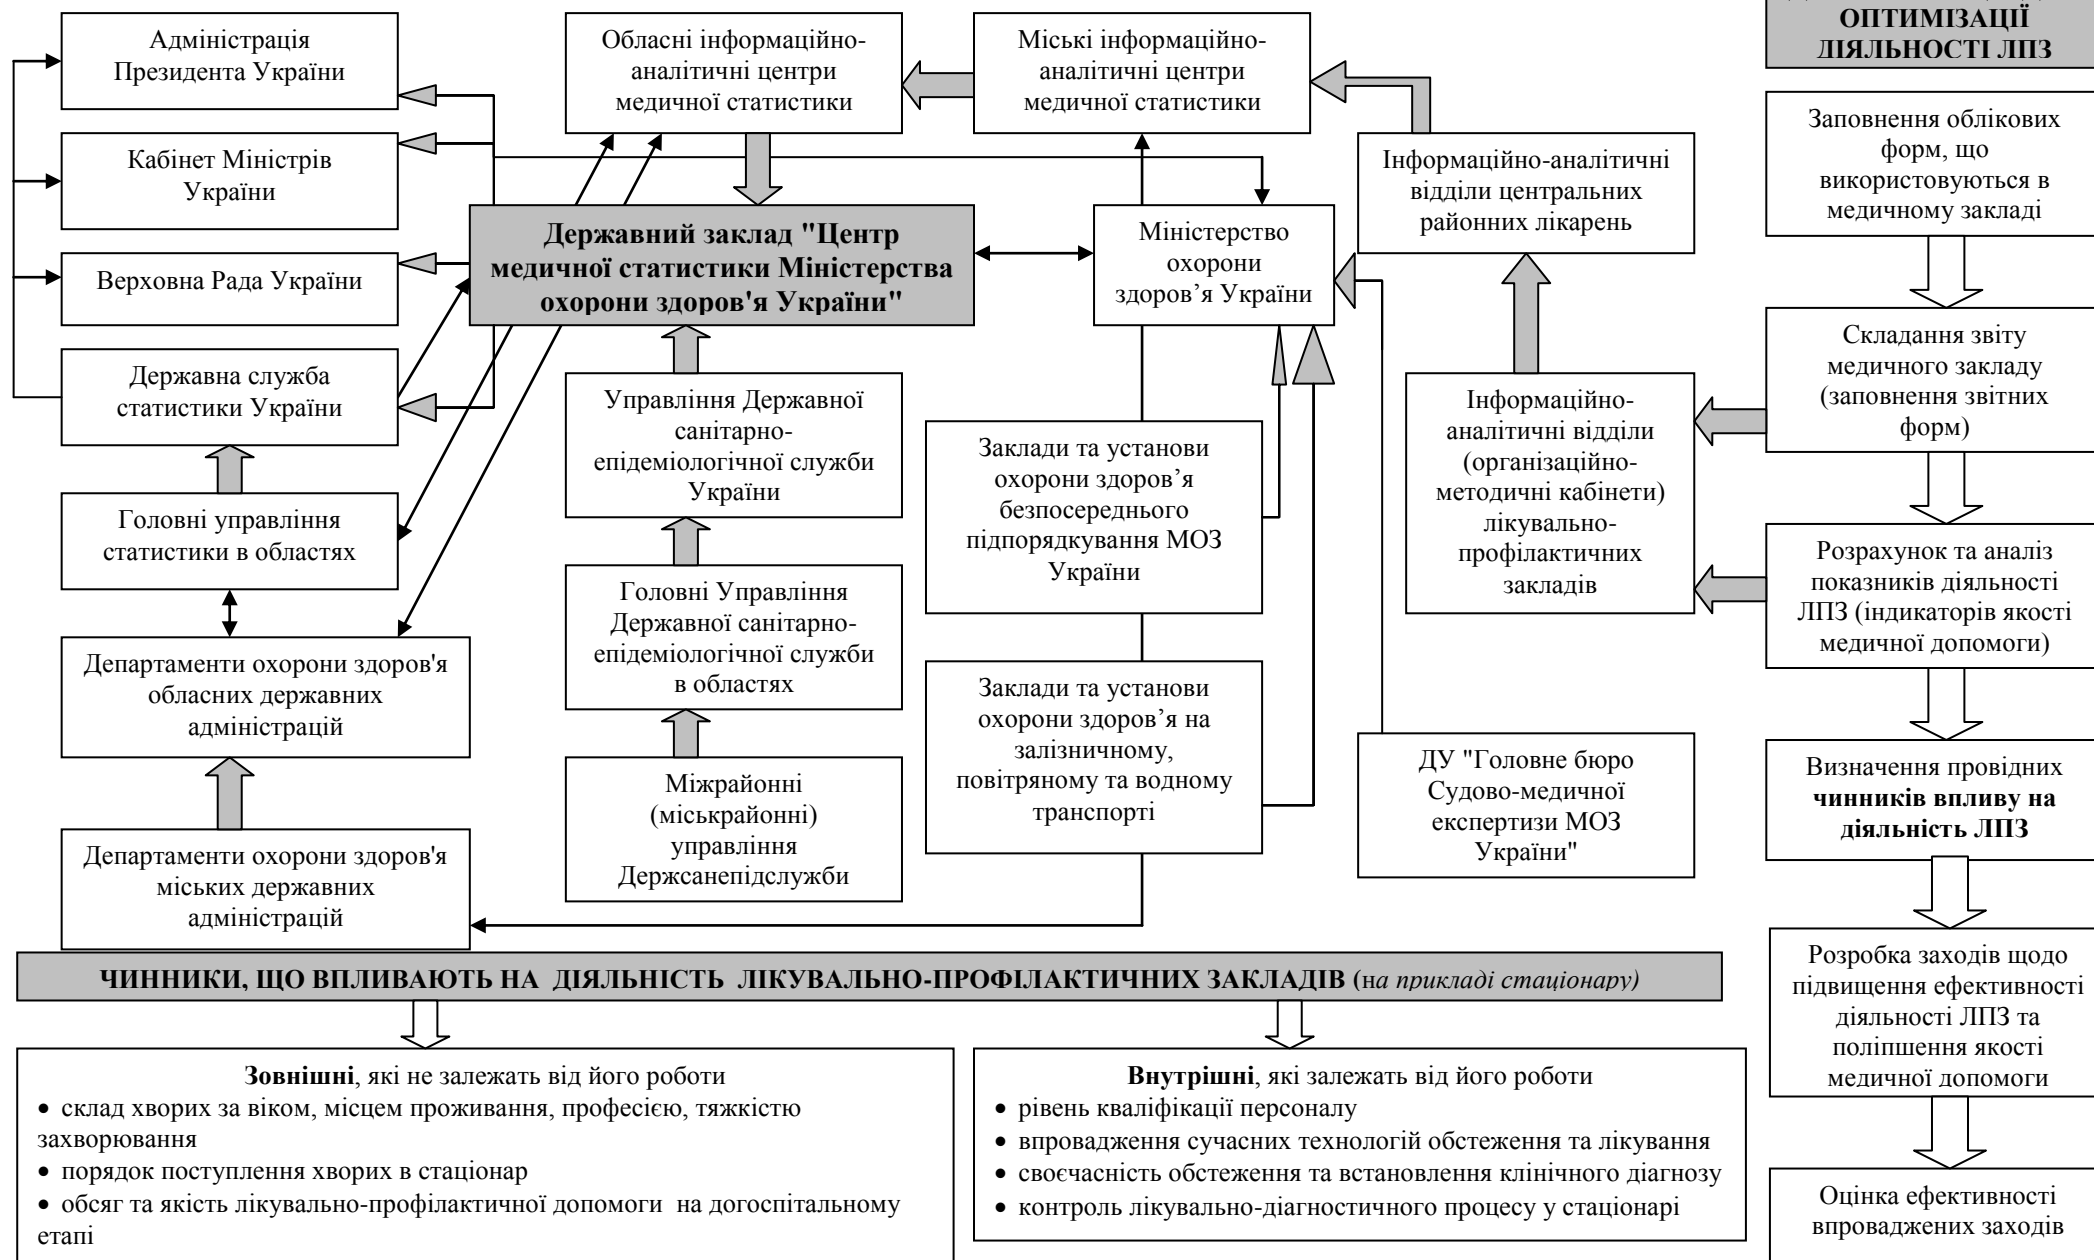 Адміністрація
Президента України
Кабінет Міністрів
України
Верховна Рада України
Державна служба
статистики України
Головні управління
статистики в областях
Департаменти охорони здоров'я
обласних державних
адміністрацій
Департаменти охорони здоров'я
міських державних
адміністрацій
Обласні інформаційно-
аналітичні центри
медичної статистики
Міські інформаційно-
аналітичні центри
медичної статистики
Державний заклад "Центр
медичної статистики Міністерства
охорони здоров'я України"
Міністерство
охорони
здоров’я України
Інформаційно-аналітичні
відділи центральних
районних лікарень
Управління Державної
санітарно-
епідеміологічної служби
України
Головні Управління
Державної санітарно-
епідеміологічної служби
в областях
Міжрайонні
(міськрайонні)
управління
Держсанепідслужби
Заклади та установи
охорони здоров’я
безпосереднього
підпорядкування МОЗ
України
Заклади та установи
охорони здоров’я на
залізничному,
повітряному та водному
транспорті
Інформаційно-
аналітичні відділи
(організаційно-
методичні кабінети)
лікувально-
профілактичних
закладів
ДУ "Головне бюро
Судово-медичної
експертизи МОЗ
України"
ОПТИМІЗАЦІЇ
ДІЯЛЬНОСТІ ЛПЗ
Заповнення облікових
форм, що
використовуються в
медичному закладі
Складання звіту
медичного закладу
(заповнення звітних
форм)
Розрахунок та аналіз
показників діяльності
ЛПЗ (індикаторів якості
медичної допомоги)
Визначення провідних
чинників впливу на
діяльність ЛПЗ
Розробка заходів щодо
підвищення ефективності
діяльності ЛПЗ та
поліпшення якості
медичної допомоги
Оцінка ефективності
впроваджених заходів
ЧИННИКИ, ЩО ВПЛИВАЮТЬ НА ДІЯЛЬНІСТЬ ЛІКУВАЛЬНО-ПРОФІЛАКТИЧНИХ ЗАКЛАДІВ (на прикладі стаціонару)
Зовнішні, які не залежать від його роботи
• склад хворих за віком, місцем проживання, професією, тяжкістю
захворювання
• порядок поступлення хворих в стаціонар
• обсяг та якість лікувально-профілактичної допомоги на догоспітальному
етапі
Внутрішні, які залежать від його роботи
• рівень кваліфікації персоналу
• впровадження сучасних технологій обстеження та лікування
• своєчасність обстеження та встановлення клінічного діагнозу
• контроль лікувально-діагностичного процесу у стаціонарі